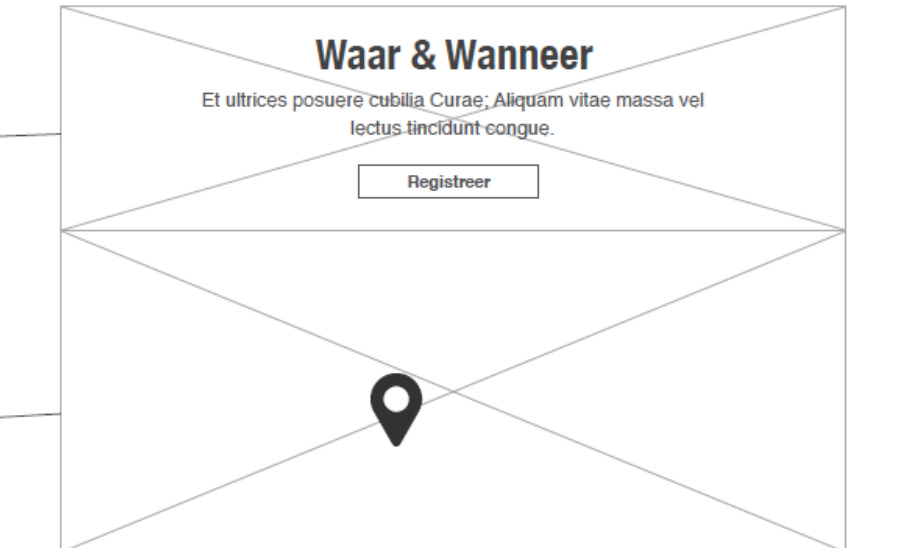 Waar & Wanneer
Et ultrices posuere cubilia Curae; Aliquam vitae massa vel
lectus tincidunt congue.
Registreer